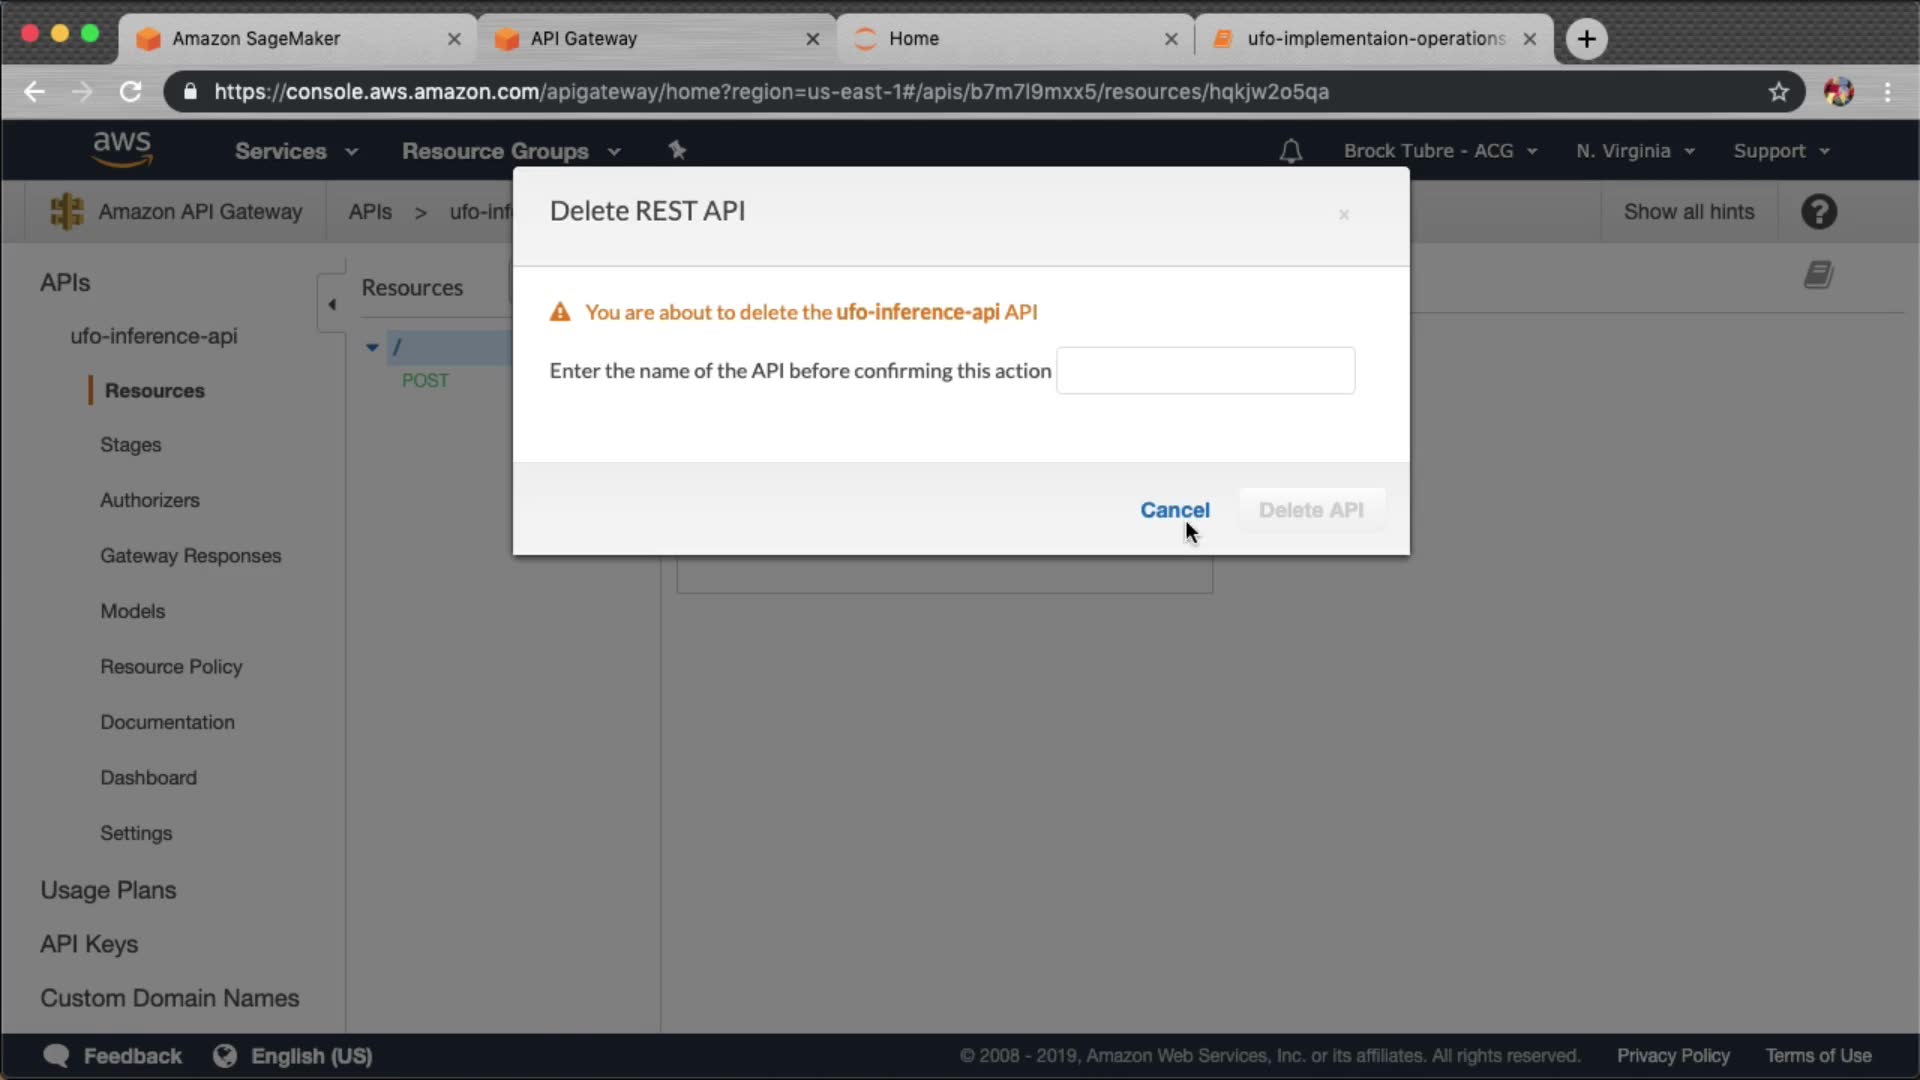 Amazon SageMaker
API Gateway
Home
ufo-implementaion-operations
https://console.aws.amazon.com/apigateway/home?region=us-east-1#/apis/b7m7l9mxx5/resources/hqkjw2o5qa
aws
Services
Resource Groups
Brock Tubre - ACG
N. Virginia
Support
Amazon API Gateway
APIs > ufo-inf
Show all hints
Delete REST API
×
You are about to delete the ufo-inference-api API
Enter the name of the API before confirming this action
Cancel
Delete API
APIs
ufo-inference-api
Resources
Stages
Authorizers
Gateway Responses
Models
Resource Policy
Documentation
Dashboard
Settings
Usage Plans
API Keys
Custom Domain Names
Resources
/
POST
Feedback
English (US)
© 2008 - 2019, Amazon Web Services, Inc. or its affiliates. All rights reserved.
Privacy Policy
Terms of Use